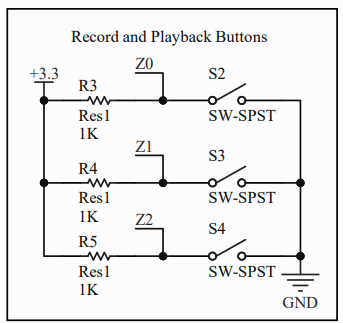 Record and Playback Buttons
+3.3
Z0
R3
S2
Res1
SW-SPST
1K
Z1
R4
S3
Res1
SW-SPST
1K
Z2
R5
S4
Res1
SW-SPST
1K
GND